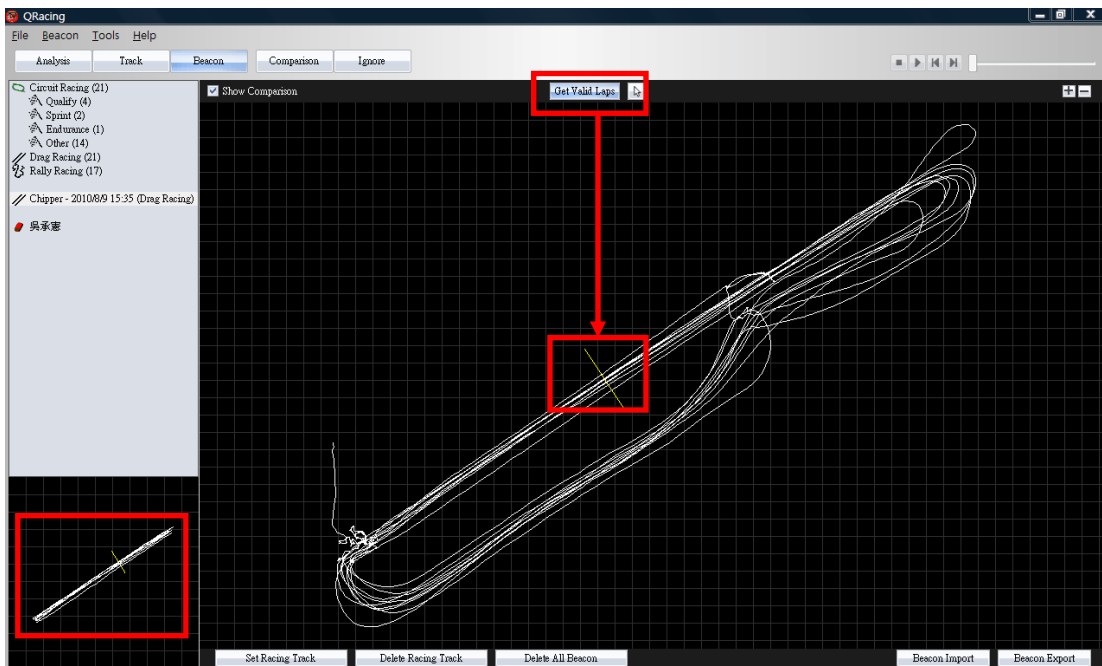 QRacing
File Beacon Tools Help
Analysis Track Beacon Comparison Ignore
Circuit Racing (21)
Qualify (4)
Sprint (2)
Endurance (1)
Other (14)
Drag Racing (21)
Rally Racing (17)
Chipper - 2010/8/9 15:35 (Drag Racing)
吳承憲
Show Comparison
Get Valid Laps
Set Racing Track Delete Racing Track Delete All Beacon Beacon Import Beacon Export